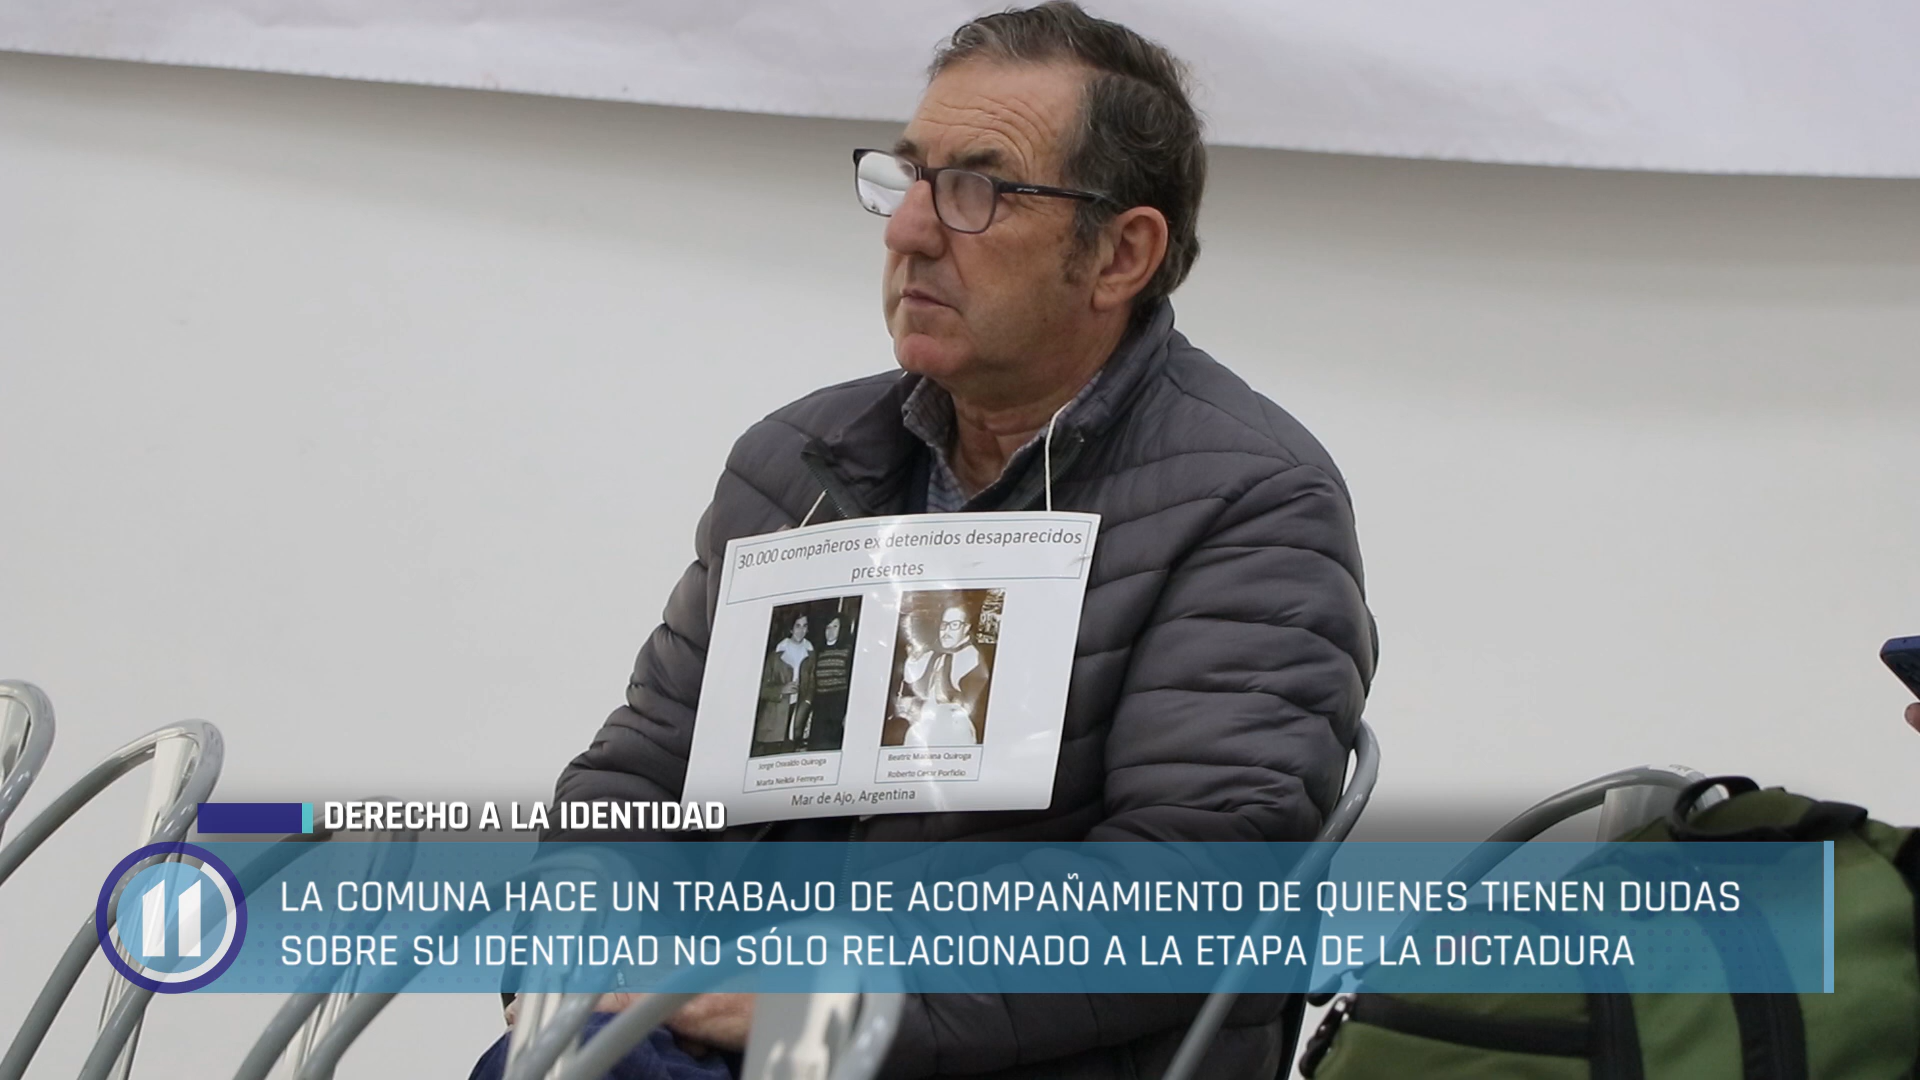 30.000 compañeros ex detenidos desaparecidos
presentes
Jorge Osvaldo Quiroga
Marta Neilda Ferreyra
Beatriz Mariana Quiroga
Roberto Cesar Porfidio
Mar de Ajo, Argentina
DERECHO A LA IDENTIDAD
11
LA COMUNA HACE UN TRABAJO DE ACOMPAÑAMIENTO DE QUIENES TIENEN DUDAS
SOBRE SU IDENTIDAD NO SÓLO RELACIONADO A LA ETAPA DE LA DICTADURA